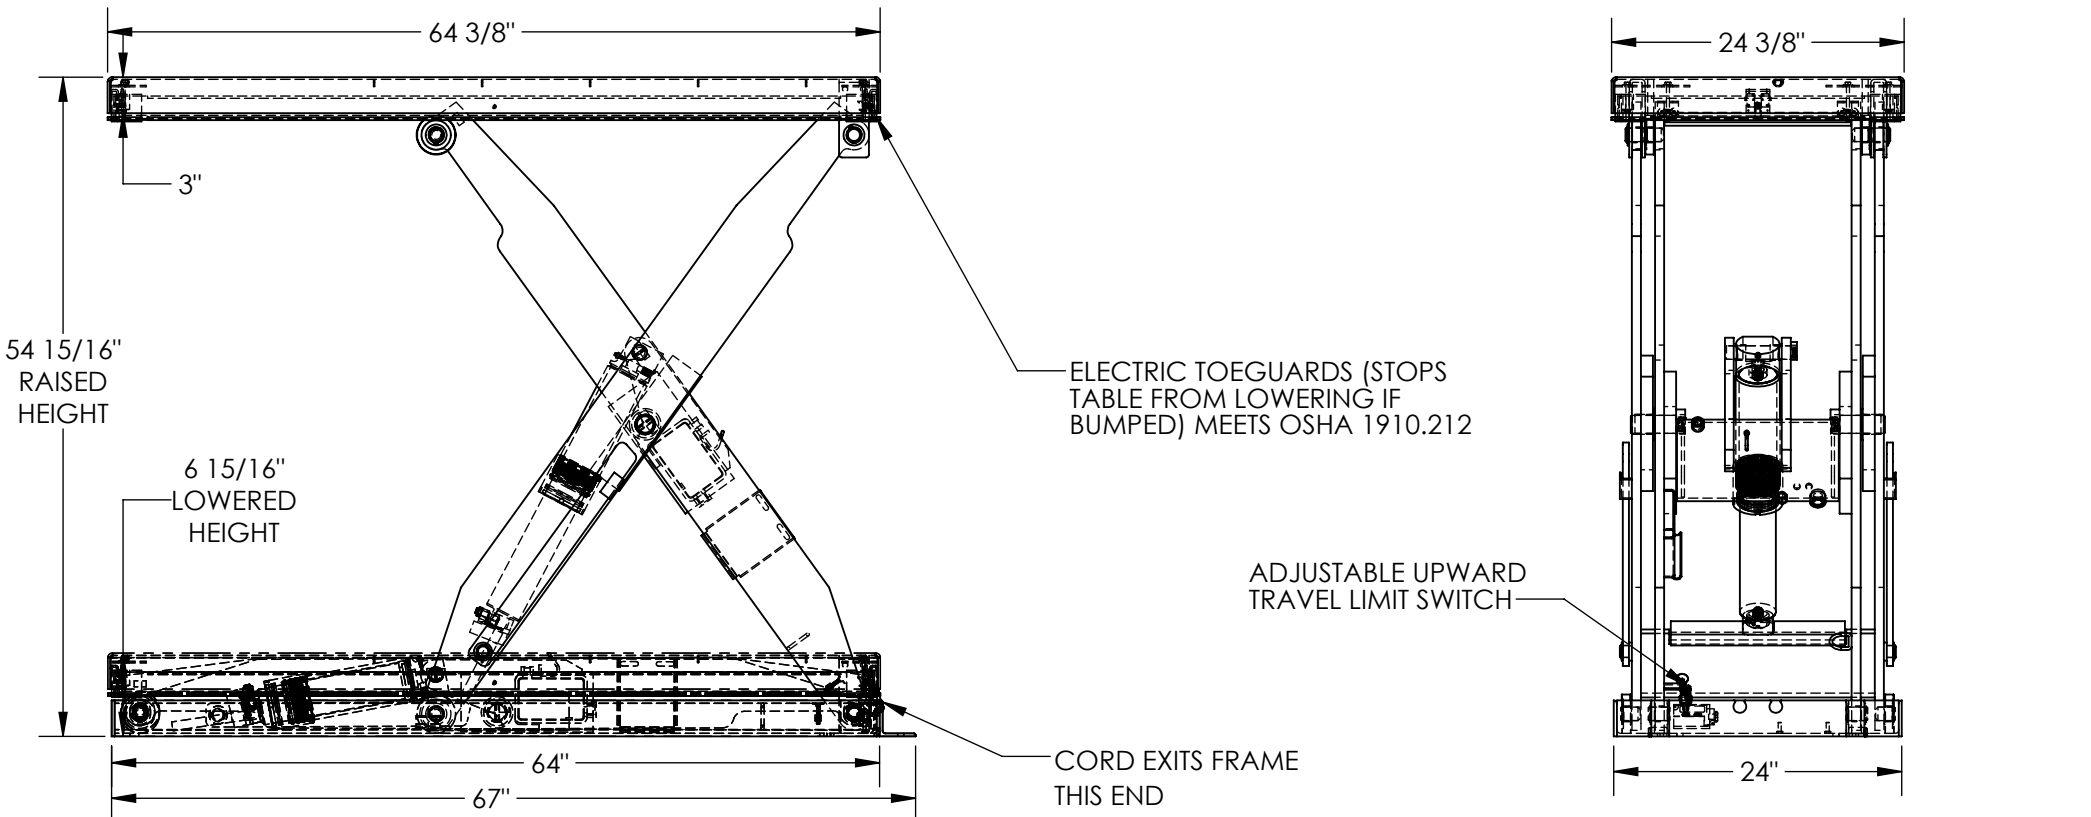 64 3/8"
24 3/8"
3"
54 15/16"
RAISED
HEIGHT
ELECTRIC TOEGUARDS (STOPS
TABLE FROM LOWERING IF
BUMPED) MEETS OSHA 1910.212
6 15/16"
LOWERED
HEIGHT
ADJUSTABLE UPWARD
TRAVEL LIMIT SWITCH
64"
CORD EXITS FRAME
THIS END
24"
67"